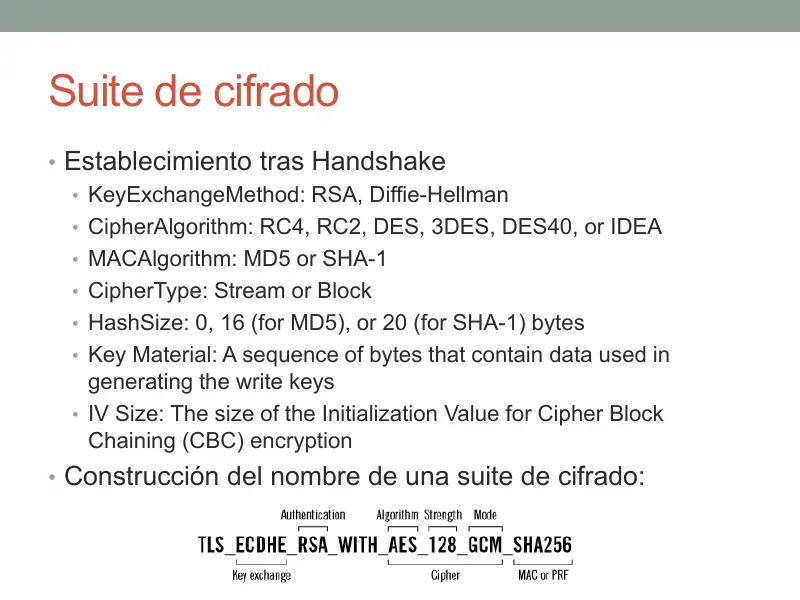 Suite de cifrado
• Establecimiento tras Handshake
• KeyExchangeMethod: RSA, Diffie-Hellman
• CipherAlgorithm: RC4, RC2, DES, 3DES, DES40, or IDEA
• MACAlgorithm: MD5 or SHA-1
• CipherType: Stream or Block
• HashSize: 0, 16 (for MD5), or 20 (for SHA-1) bytes
• Key Material: A sequence of bytes that contain data used in
generating the write keys
• IV Size: The size of the Initialization Value for Cipher Block
Chaining (CBC) encryption
• Construcción del nombre de una suite de cifrado:
Authentication Algorithm Strength Mode
TLS_ECDHE_RSA_WITH_AES_128_GCM_SHA256
Key exchange Cipher MAC or PRF